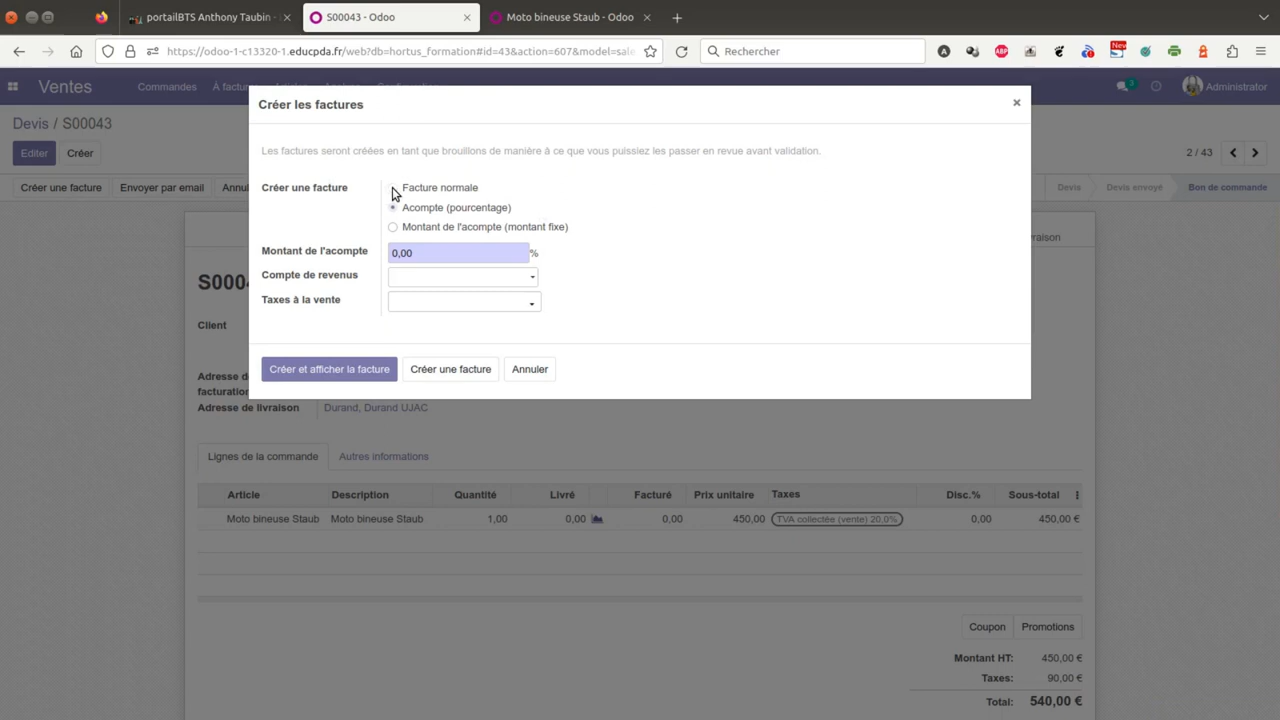 portailBTS Anthony Taubin
S00043 - Odoo
Moto bineuse Staub - Odoo
https://odoo-1-c13320-1.educpda.fr/web?db=hortus_formation#id=43&action=607&model=sale
Rechercher
New
Ventes
Commandes
À facturer
3
Administrator
Devis / S00043
Editer
Créer
2 / 43
Créer une facture
Envoyer par email
Annul
Devis
Devis envoyé
Bon de commande
Créer les factures
×
Les factures seront créées en tant que brouillons de manière à ce que vous puissiez les passer en revue avant validation.
Créer une facture
Facture normale
Acompte (pourcentage)
Montant de l'acompte (montant fixe)
Montant de l'acompte
0,00
%
Compte de revenus
Taxes à la vente
Créer et afficher la facture
Créer une facture
Annuler
raison
S0004
Client
Adresse de
facturation
Adresse de livraison
Durand, Durand UJAC
Lignes de la commande
Autres informations
Article Description Quantité Livré Facturé Prix unitaire Taxes Disc.% Sous-total
Moto bineuse Staub Moto bineuse Staub 1,00 0,00 0,00 450,00 TVA collectée (vente) 20,0% 0,00 450,00 €
Coupon
Promotions
Montant HT: 450,00 €
Taxes: 90,00 €
Total: 540,00 €